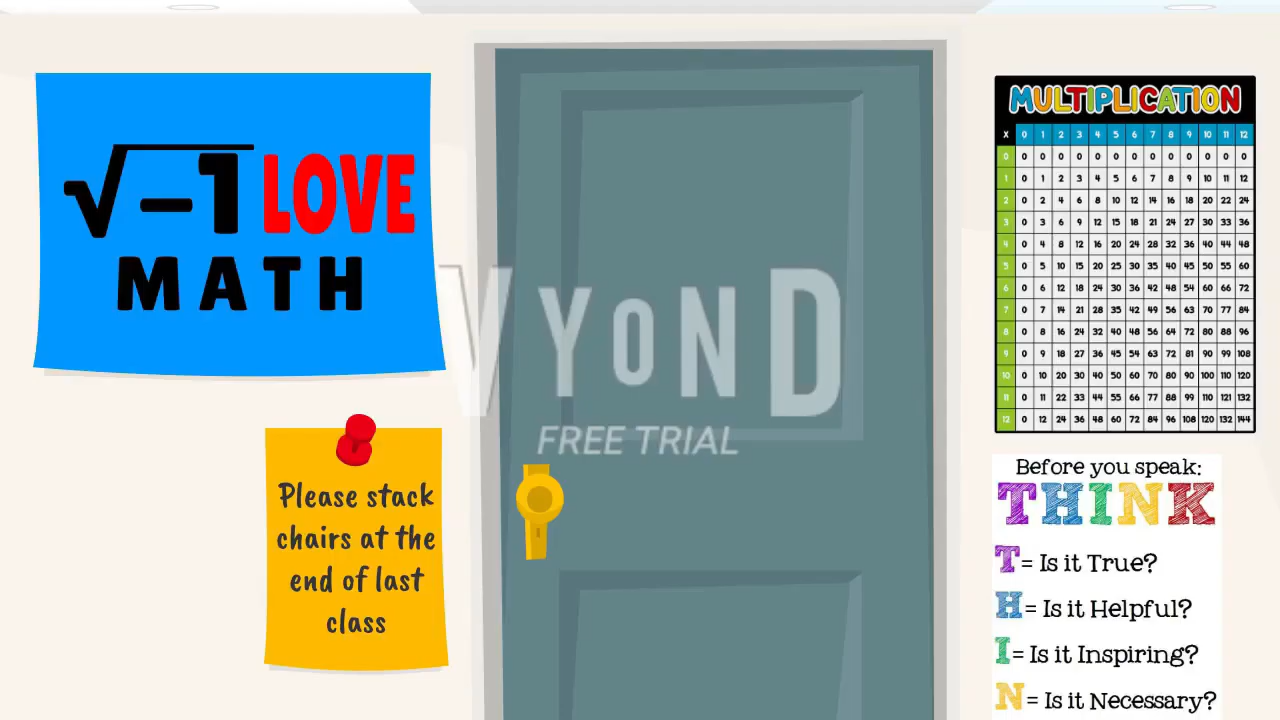 √−1 LOVE
MATH
Please stack
chairs at the
end of last
class
VYOND
FREE TRIAL
MULTIPLICATION
X 0 1 2 3 4 5 6 7 8 9 10 11 12
0 0 0 0 0 0 0 0 0 0 0 0 0 0
1 0 1 2 3 4 5 6 7 8 9 10 11 12
2 0 2 4 6 8 10 12 14 16 18 20 22 24
3 0 3 6 9 12 15 18 21 24 27 30 33 36
4 0 4 8 12 16 20 24 28 32 36 40 44 48
5 0 5 10 15 20 25 30 35 40 45 50 55 60
6 0 6 12 18 24 30 36 42 48 54 60 66 72
7 0 7 14 21 28 35 42 49 56 63 70 77 84
8 0 8 16 24 32 40 48 56 64 72 80 88 96
9 0 9 18 27 36 45 54 63 72 81 90 99 108
10 0 10 20 30 40 50 60 70 80 90 100 110 120
11 0 11 22 33 44 55 66 77 88 99 110 121 132
12 0 12 24 36 48 60 72 84 96 108 120 132 144
Before you speak:
THINK
T = Is it True?
H = Is it Helpful?
I = Is it Inspiring?
N = Is it Necessary?